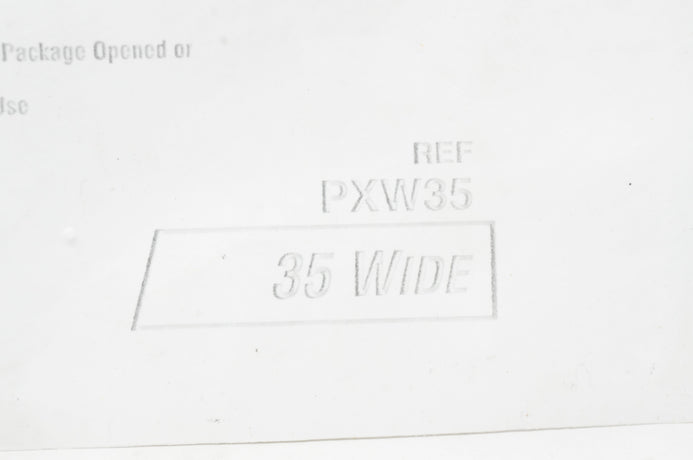 Package Opened or
Use
REF
PXW35
35 WIDE